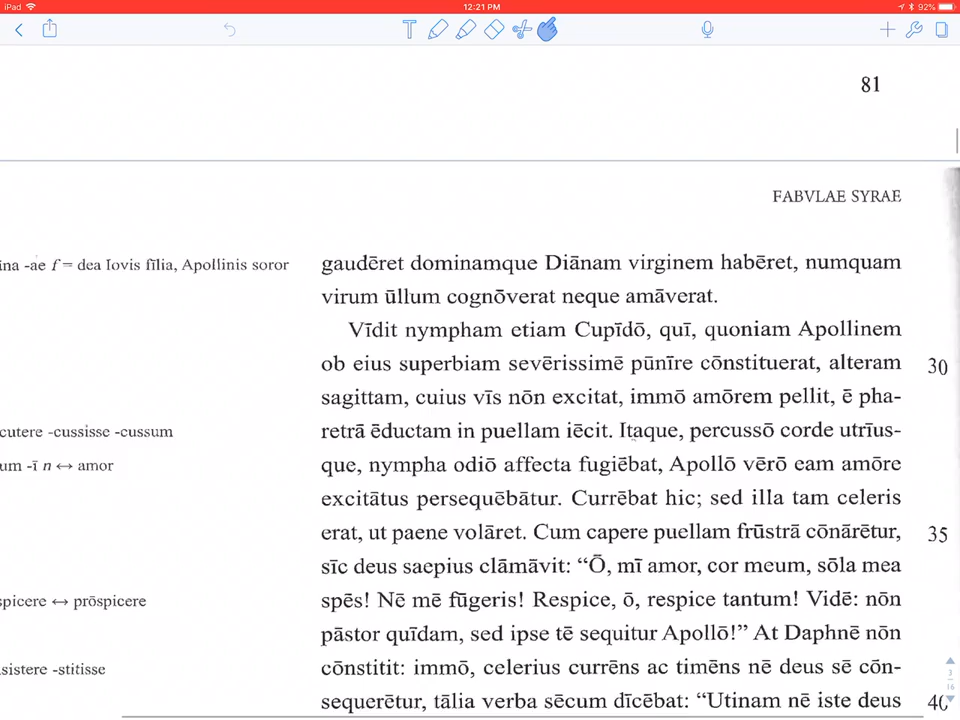 iPad
12:21 PM
92%
81
FABVLAE SYRAE
īna -ae f = dea Iovis fīlia, Apollinis soror
gaudēret dominamque Diānam virginem habēret, numquam
virum ūllum cognōverat neque amāverat.
Vīdit nympham etiam Cupīdō, quī, quoniam Apollinem
ob eius superbiam sevērissimē pūnīre cōnstituerat, alteram
30
sagittam, cuius vīs nōn excitat, immō amōrem pellit, ē pha-
cutere -cussisse -cussum
retrā ēductam in puellam iēcit. Itaque, percussō corde utrīus-
um -ī n ↔ amor
que, nympha odiō affecta fugiēbat, Apollō vērō eam amōre
excitātus persequēbātur. Currēbat hic; sed illa tam celeris
erat, ut paene volāret. Cum capere puellam frūstrā cōnārētur,
35
sīc deus saepius clāmāvit: “Ō, mī amor, cor meum, sōla mea
spicere ↔ prōspicere
spēs! Nē mē fūgeris! Respice, ō, respice tantum! Vidē: nōn
pāstor quīdam, sed ipse tē sequitur Apollō!” At Daphnē nōn
sistere -stitisse
cōnstitit: immō, celerius currēns ac timēns nē deus sē cōn-
sequerētur, tālia verba sēcum dīcēbat: “Utinam nē iste deus
40
3
16